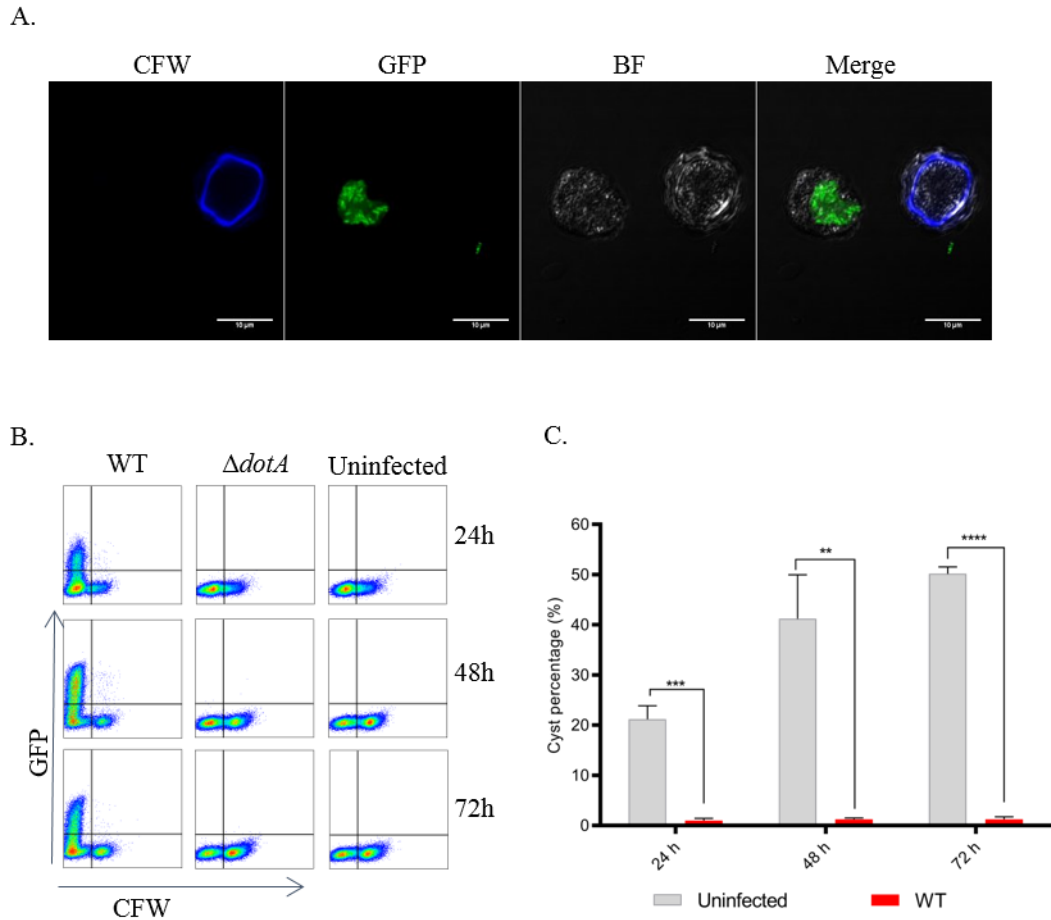 A.
CFW GFP BF Merge
10 µm 10 µm 10 µm 10 µm
B.
WT ΔdotA Uninfected
24h
48h
72h
GFP
CFW
C.
Cyst percentage (%)
60
50
40
30
20
10
0
*** ** ****
24 h 48 h 72 h
Uninfected WT